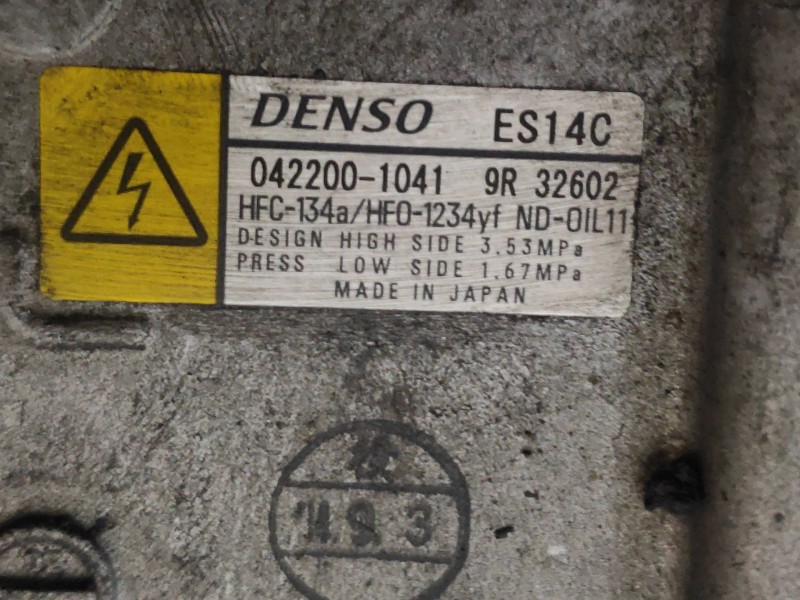 DENSO ES14C
042200-1041 9R 32602
HFC-134a/HFO-1234yf ND-OIL11
DESIGN HIGH SIDE 3.53MPa
PRESS LOW SIDE 1.67MPa
MADE IN JAPAN
'14.9.3